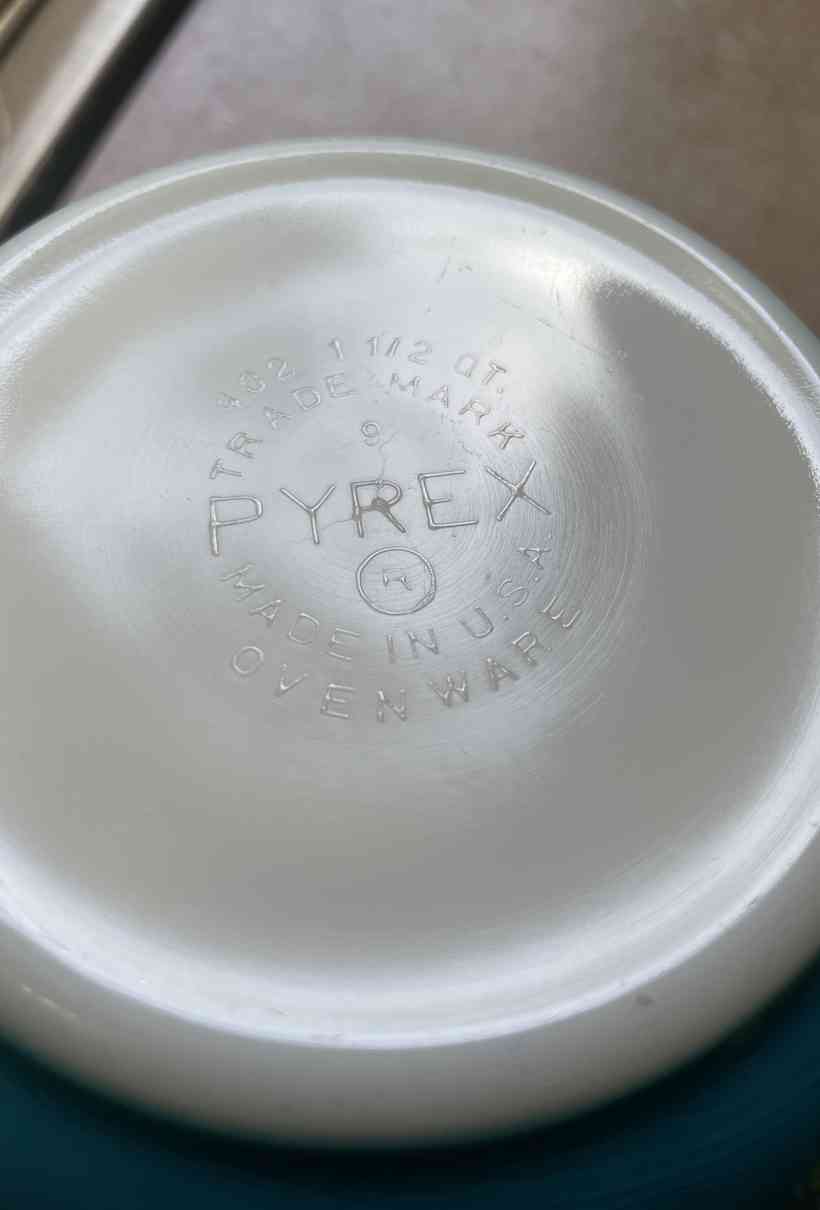 402 1 1/2 QT.
TRADE MARK
9
PYREX
®
MADE IN U.S.A.
OVEN WARE